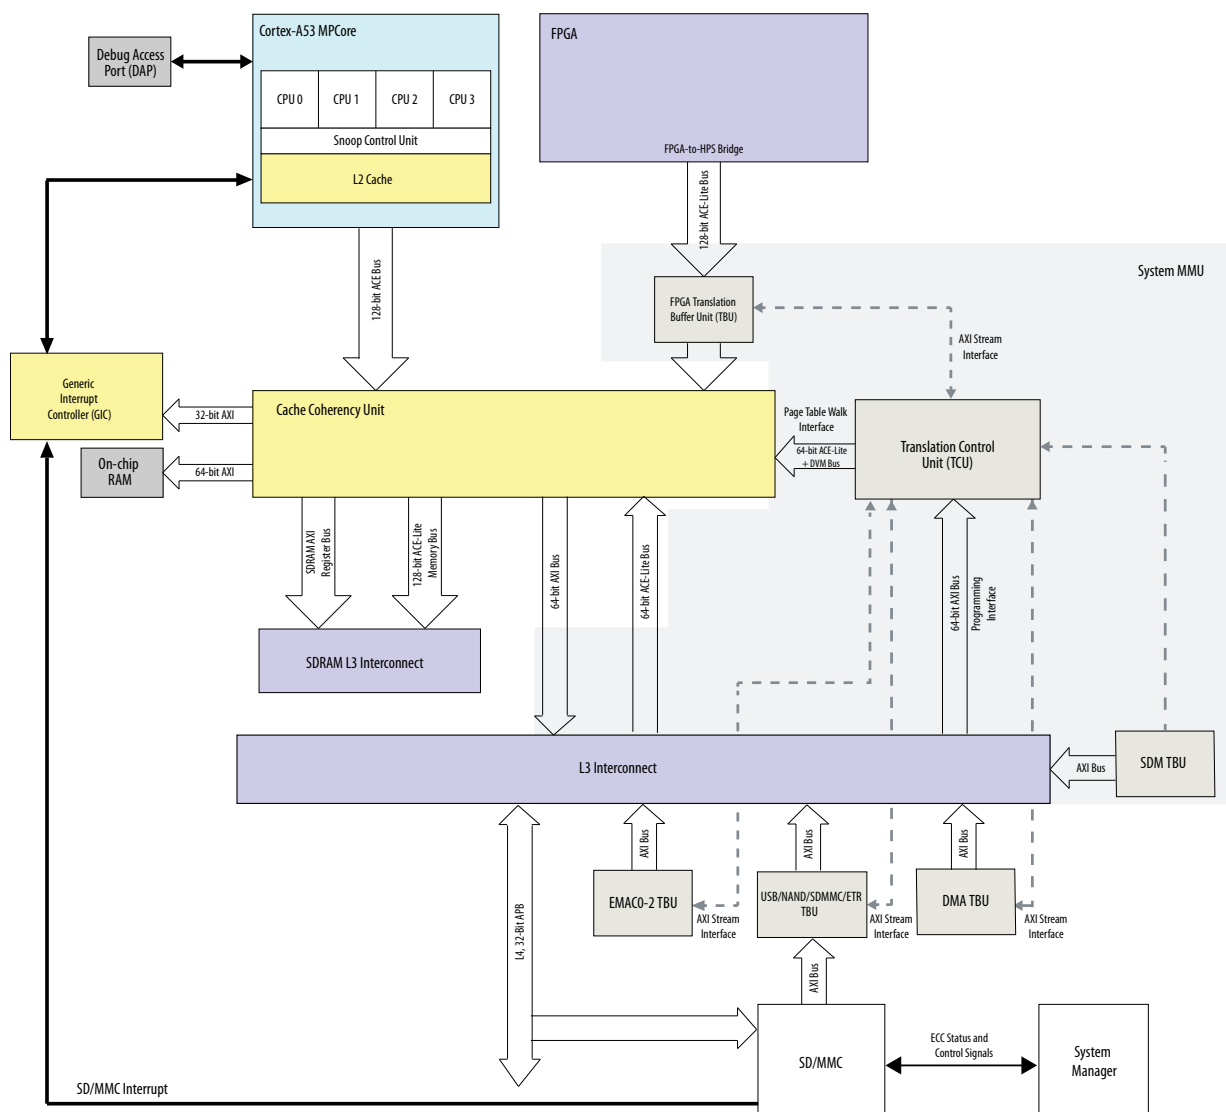 Cortex-A53 MPCore
FPGA
Debug Access
Port (DAP)
CPU 0
CPU 1
CPU 2
CPU 3
Snoop Control Unit
L2 Cache
FPGA-to-HPS Bridge
128-bit ACE-Lite Bus
System MMU
128-bit ACE Bus
FPGA Translation
Buffer Unit (TBU)
AXI Stream
Interface
Generic
Interrupt
Controller (GIC)
32-bit AXI
Cache Coherency Unit
Page Table Walk
Interface
64-bit ACE-Lite
+ DVM Bus
Translation Control
Unit (TCU)
On-chip
RAM
64-bit AXI
SDRAM AXI
Register Bus
128-bit ACE-Lite
Memory Bus
64-bit AXI Bus
64-bit ACE-Lite Bus
64-bit AXI Bus
Programming
Interface
SDRAM L3 Interconnect
L3 Interconnect
AXI Bus
SDM TBU
AXI Bus
AXI Bus
AXI Bus
EMAC0-2 TBU
AXI Stream
Interface
USB/NAND/SDMMC/ETR
TBU
AXI Stream
Interface
DMA TBU
AXI Stream
Interface
L4, 32-Bit APB
AXI Bus
SD/MMC
ECC Status and
Control Signals
System
Manager
SD/MMC Interrupt